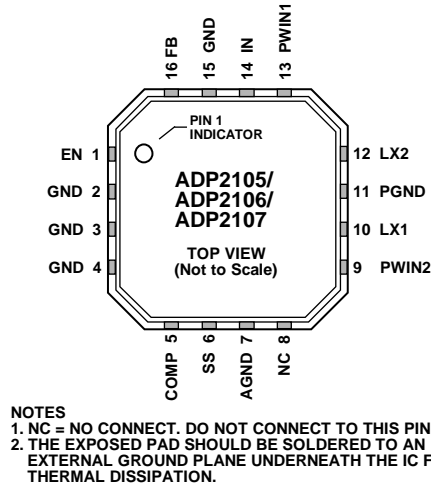 16 FB
15 GND
14 IN
13 PWIN1
PIN 1
INDICATOR
EN 1
GND 2
GND 3
GND 4
12 LX2
11 PGND
10 LX1
9 PWIN2
ADP2105/
ADP2106/
ADP2107
TOP VIEW
(Not to Scale)
COMP 5
SS 6
AGND 7
NC 8
NOTES
1. NC = NO CONNECT. DO NOT CONNECT TO THIS PIN
2. THE EXPOSED PAD SHOULD BE SOLDERED TO AN
EXTERNAL GROUND PLANE UNDERNEATH THE IC
THERMAL DISSIPATION.